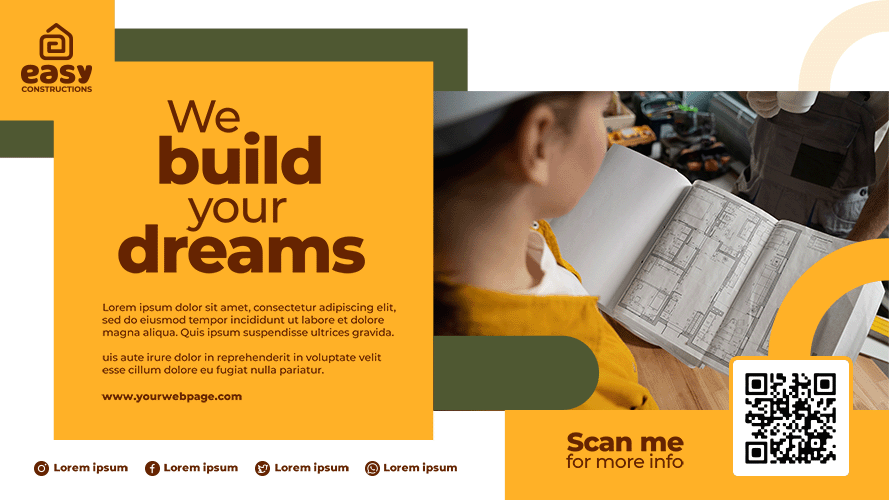 easy
CONSTRUCTIONS
We
build
your
dreams
Lorem ipsum dolor sit amet, consectetur adipiscing elit,
sed do eiusmod tempor incididunt ut labore et dolore
magna aliqua. Quis ipsum suspendisse ultrices gravida.
uis aute irure dolor in reprehenderit in voluptate velit
esse cillum dolore eu fugiat nulla pariatur.
www.yourwebpage.com
Lorem ipsum Lorem ipsum Lorem ipsum Lorem ipsum
Scan me
for more info